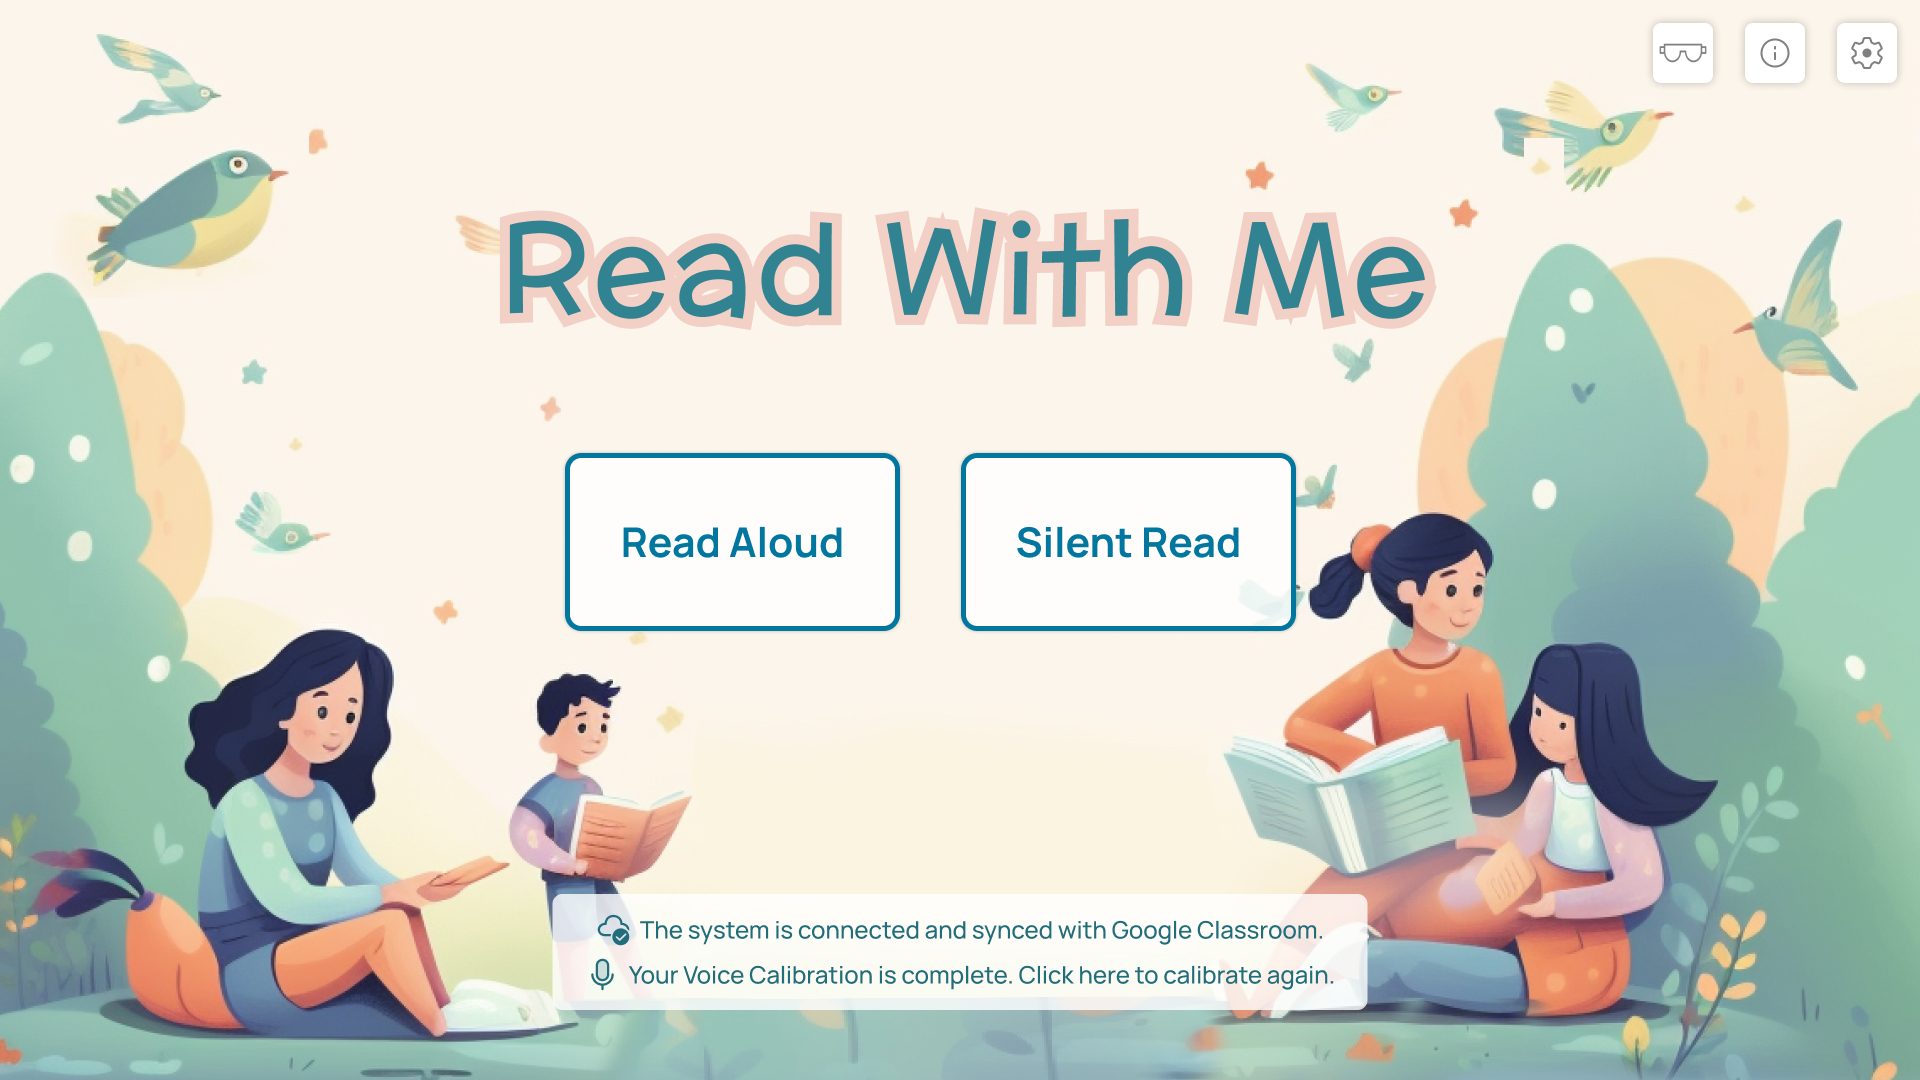 Read With Me
Read Aloud
Silent Read
The system is connected and synced with Google Classroom.
Your Voice Calibration is complete. Click here to calibrate again.